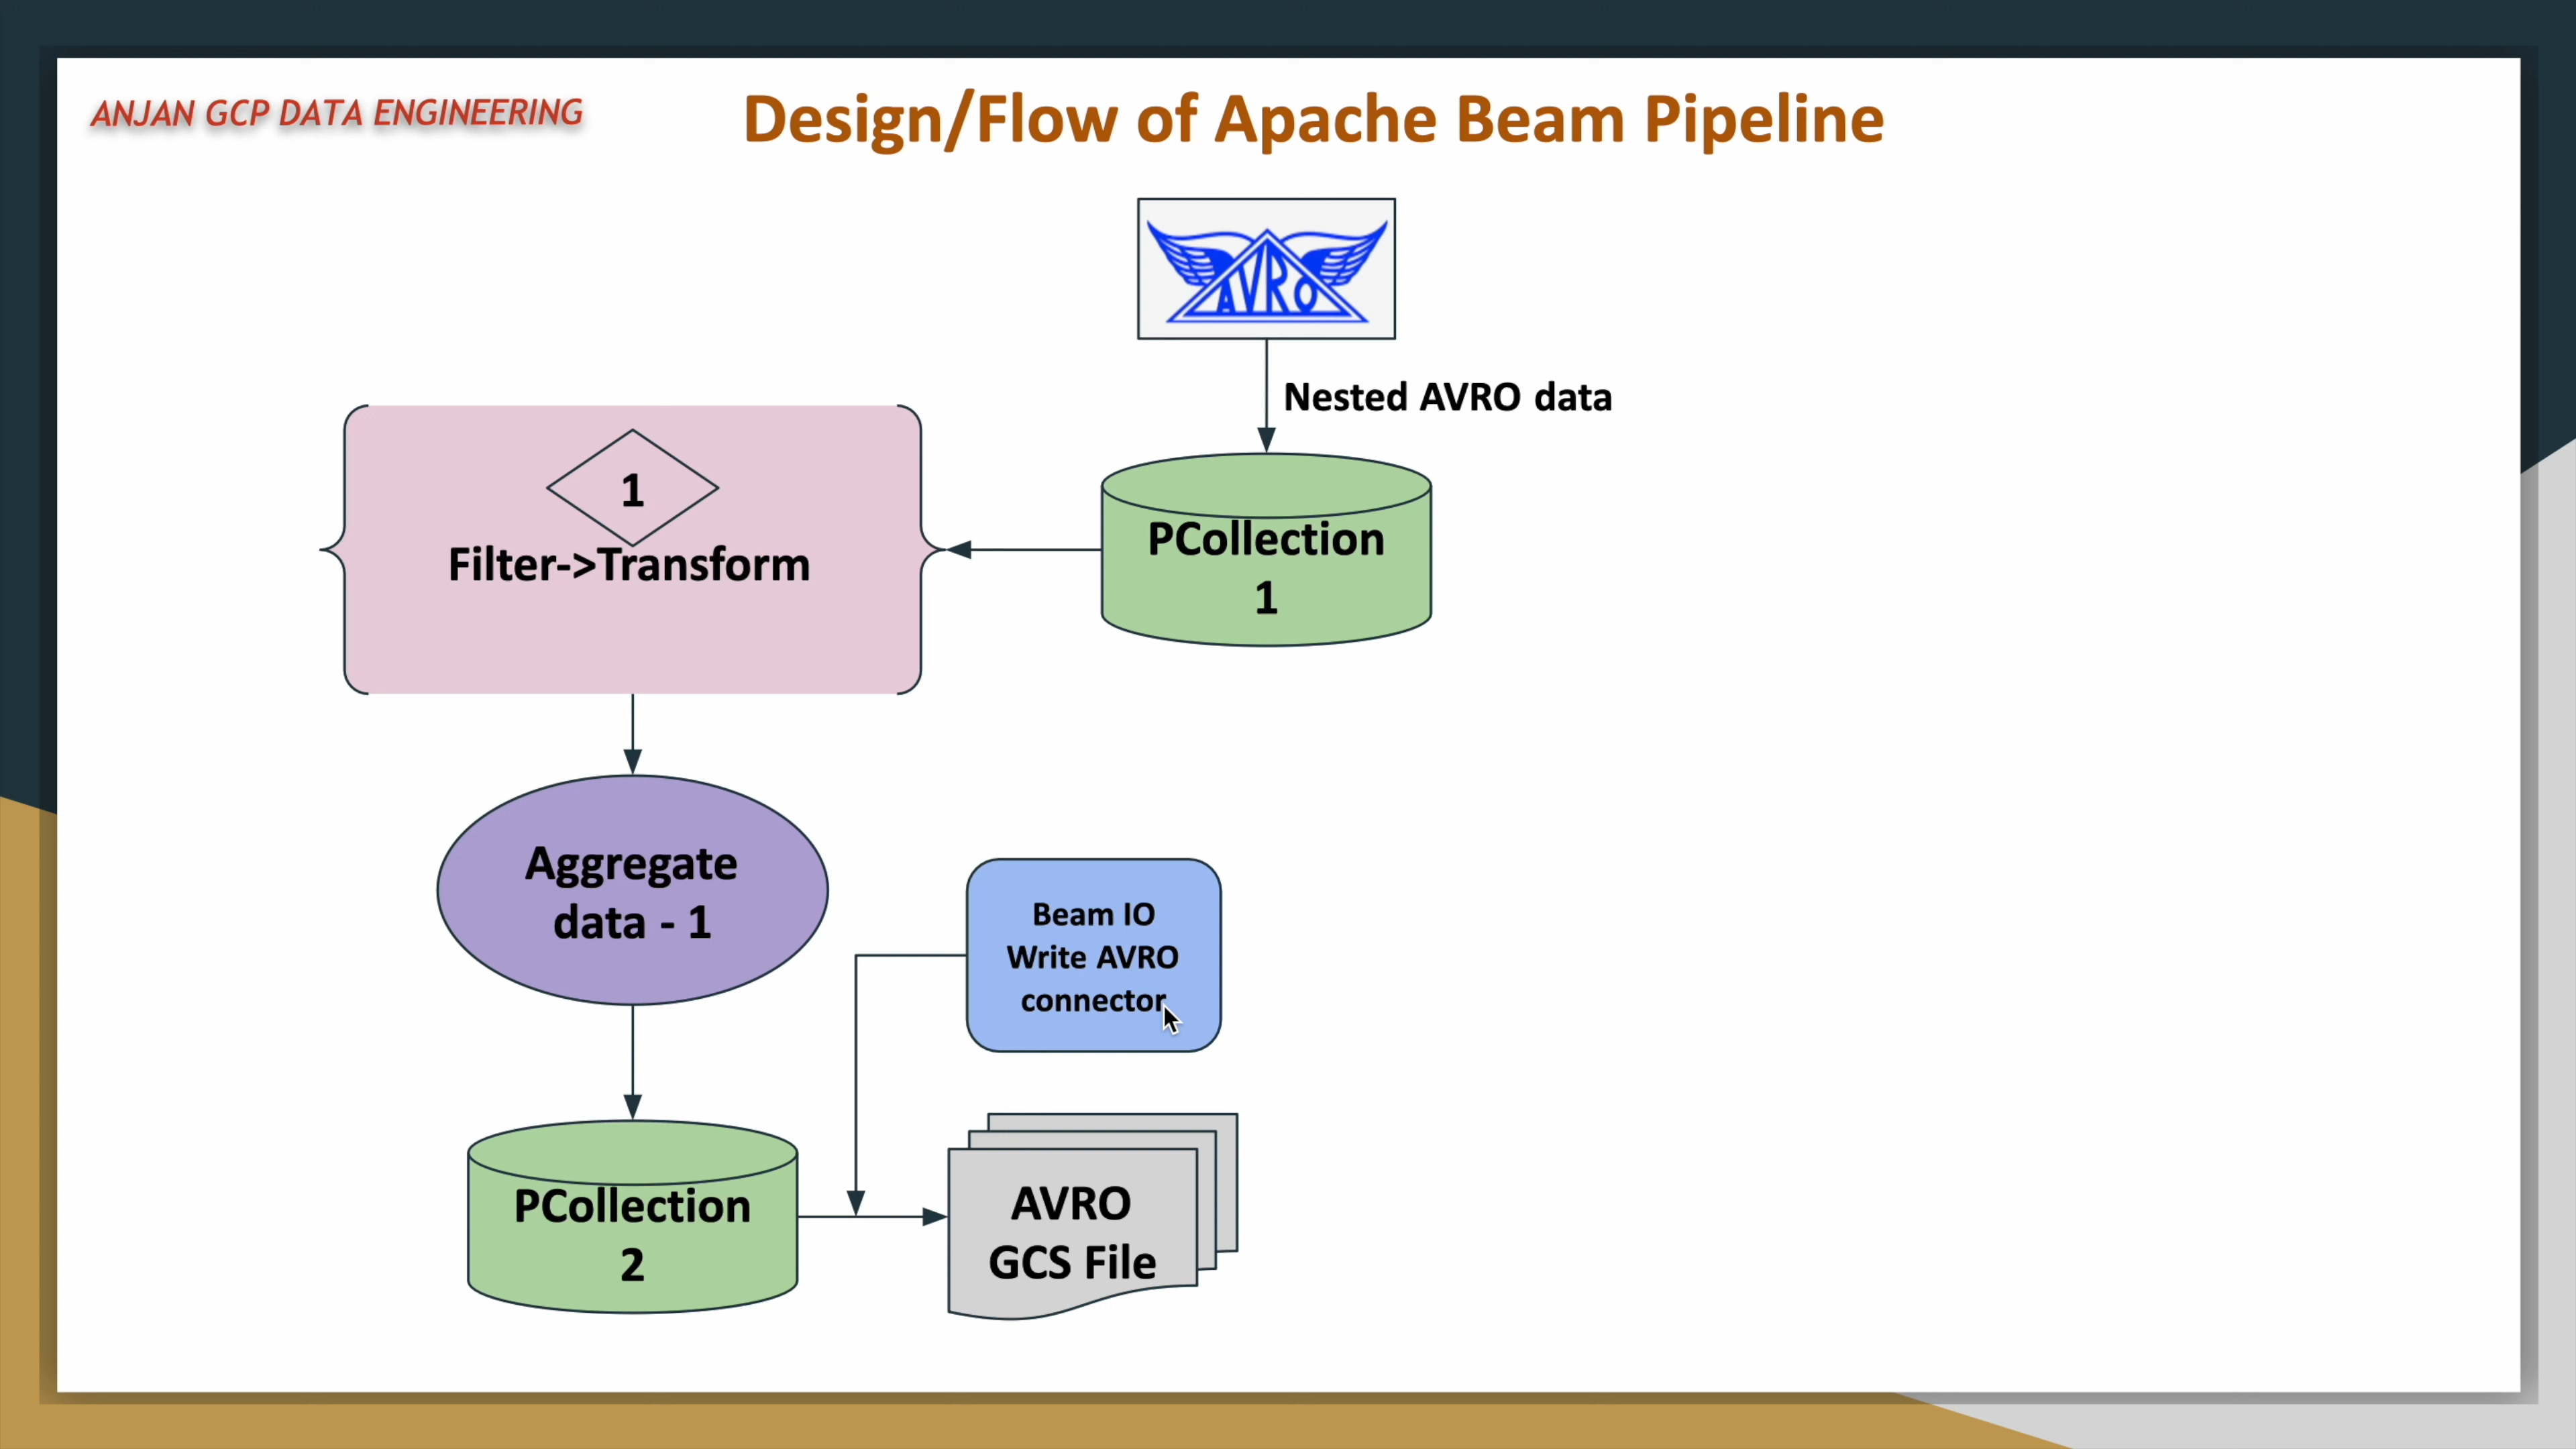 ANJAN GCP DATA ENGINEERING
Design/Flow of Apache Beam Pipeline
AVRO
Nested AVRO data
1
Filter->Transform
PCollection
1
Aggregate
data - 1
Beam IO
Write AVRO
connector
PCollection
2
AVRO
GCS File